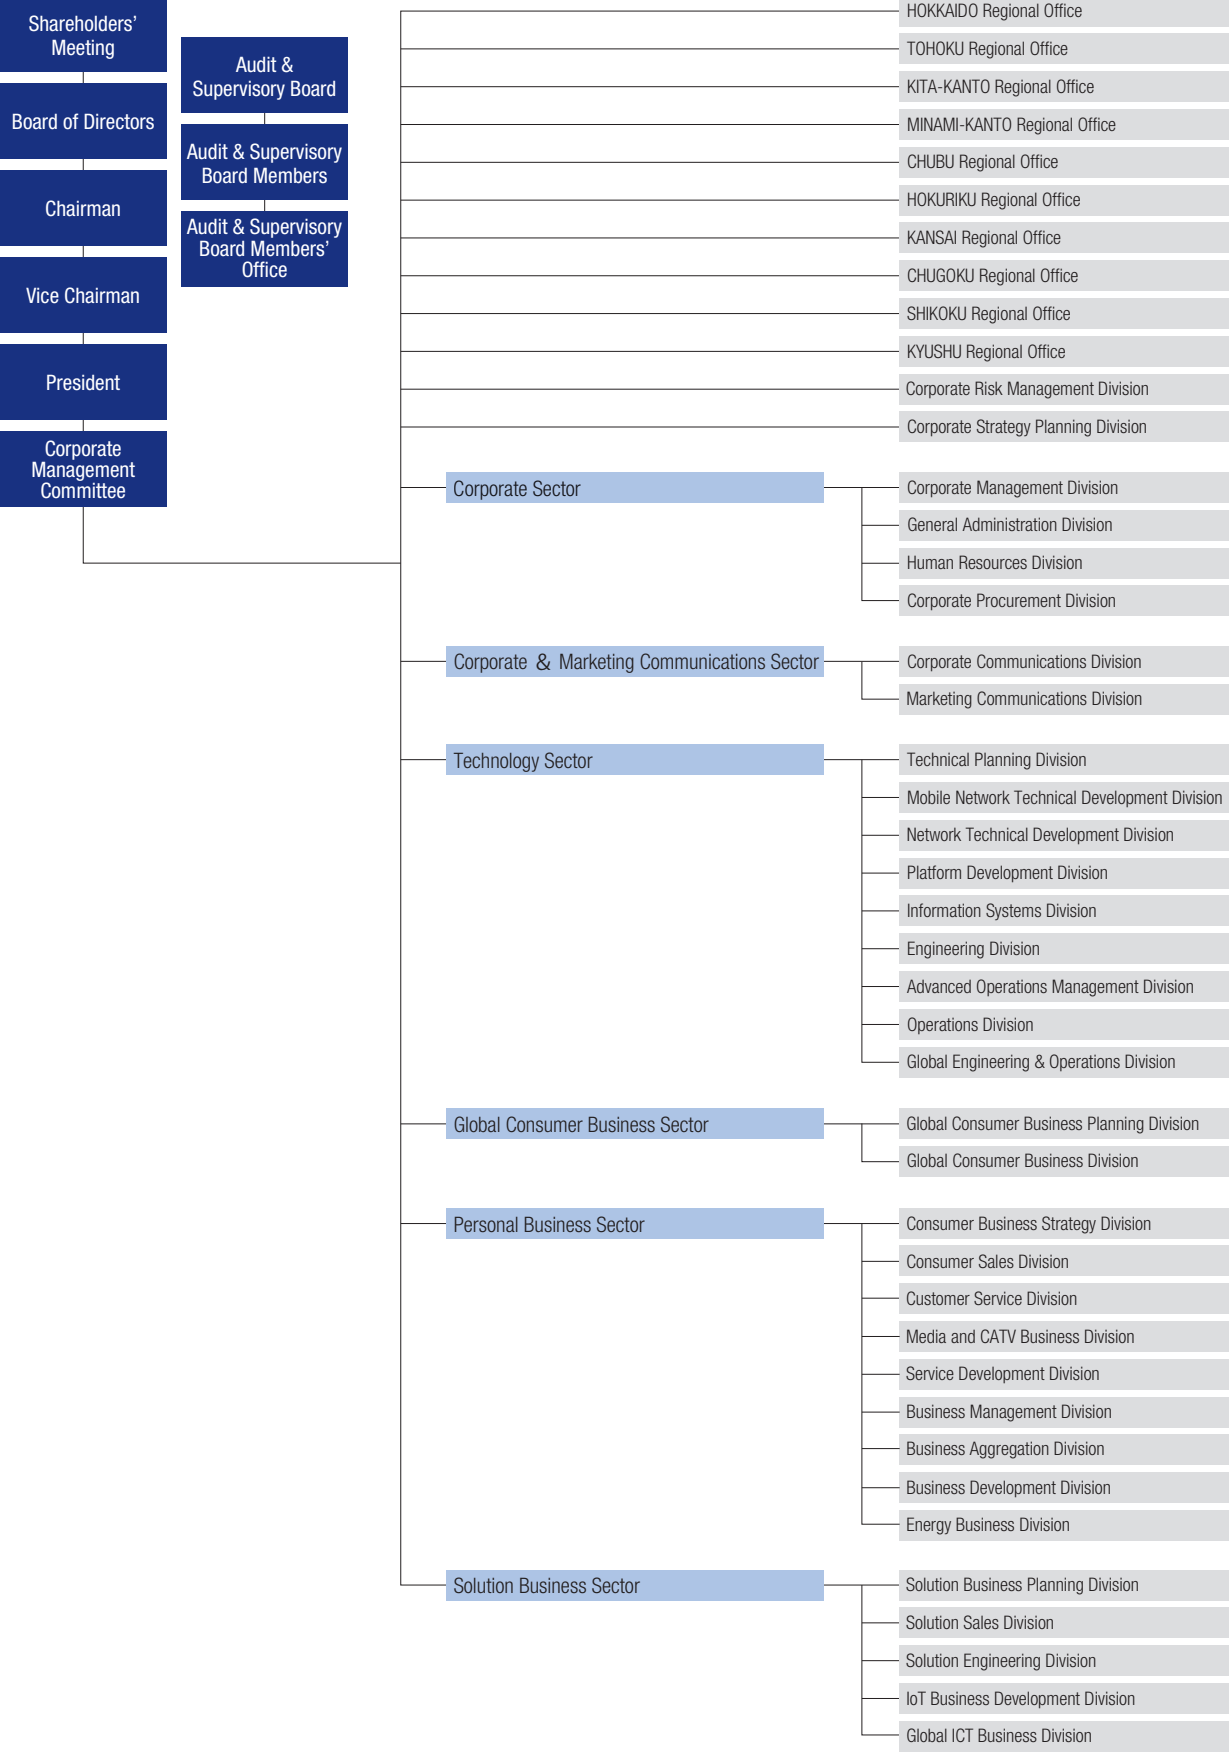 Shareholders’
Meeting
Board of Directors
Chairman
Vice Chairman
President
Corporate
Management
Committee
Audit &
Supervisory Board
Audit & Supervisory
Board Members
Audit & Supervisory
Board Members’
Office
HOKKAIDO Regional Office
TOHOKU Regional Office
KITA-KANTO Regional Office
MINAMI-KANTO Regional Office
CHUBU Regional Office
HOKURIKU Regional Office
KANSAI Regional Office
CHUGOKU Regional Office
SHIKOKU Regional Office
KYUSHU Regional Office
Corporate Risk Management Division
Corporate Strategy Planning Division
Corporate Sector
Corporate Management Division
General Administration Division
Human Resources Division
Corporate Procurement Division
Corporate & Marketing Communications Sector
Corporate Communications Division
Marketing Communications Division
Technology Sector
Technical Planning Division
Mobile Network Technical Development Division
Network Technical Development Division
Platform Development Division
Information Systems Division
Engineering Division
Advanced Operations Management Division
Operations Division
Global Engineering & Operations Division
Global Consumer Business Sector
Global Consumer Business Planning Division
Global Consumer Business Division
Personal Business Sector
Consumer Business Strategy Division
Consumer Sales Division
Customer Service Division
Media and CATV Business Division
Service Development Division
Business Management Division
Business Aggregation Division
Business Development Division
Energy Business Division
Solution Business Sector
Solution Business Planning Division
Solution Sales Division
Solution Engineering Division
IoT Business Development Division
Global ICT Business Division